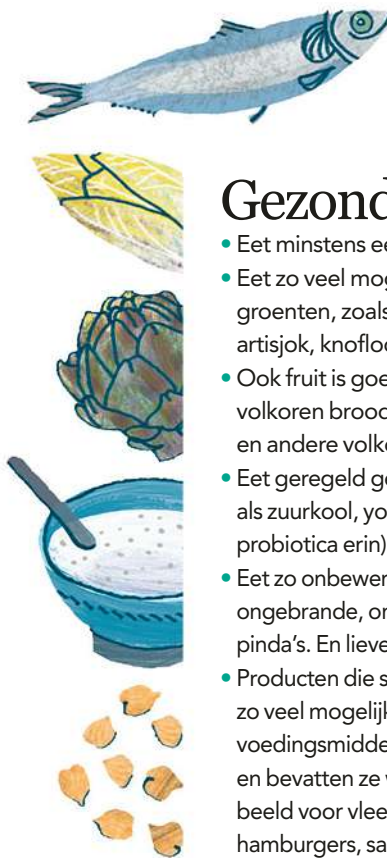 Gezond
• Eet minstens ee
• Eet zo veel mog
groenten, zoals
artisjok, knofloo
• Ook fruit is goe
volkoren brood
en andere volko
• Eet geregeld ge
als zuurkool, yo
probiotica erin)
• Eet zo onbewer
ongebrande, on
pinda's. En lieve
• Producten die s
zo veel mogelijk
voedingsmidde
en bevatten ze v
beeld voor vlee
hamburgers, sa